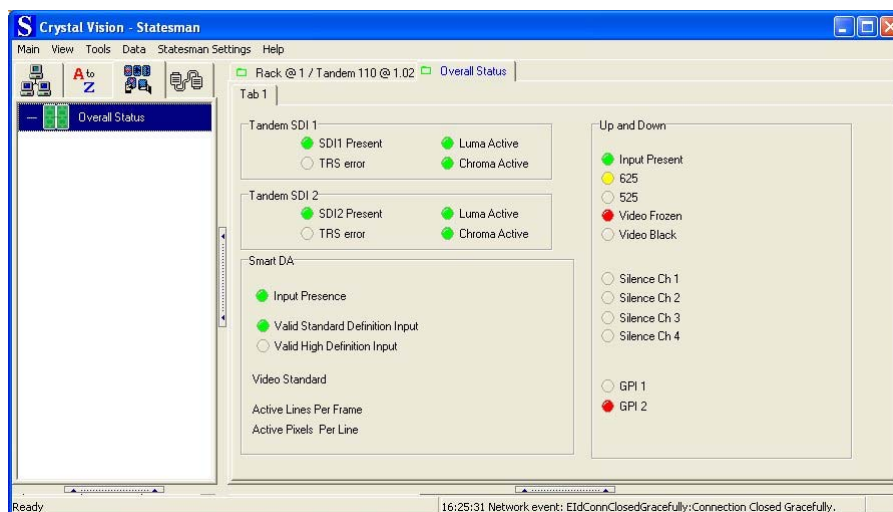 S Crystal Vision - Statesman
Main View Tools Data Statesman Settings Help
A to Z
Rack @ 1 / Tandem 110 @ 1.02 Overall Status
Tab 1
Overall Status
Tandem SDI 1
SDI1 Present Luma Active
TRS error Chroma Active
Tandem SDI 2
SDI2 Present Luma Active
TRS error Chroma Active
Smart DA
Input Presence
Valid Standard Definition Input
Valid High Definition Input
Video Standard
Active Lines Per Frame
Active Pixels Per Line
Up and Down
Input Present
625
525
Video Frozen
Video Black
Silence Ch 1
Silence Ch 2
Silence Ch 3
Silence Ch 4
GPI 1
GPI 2
Ready
16:25:31 Network event: EIdConnClosedGracefully:Connection Closed Gracefully.